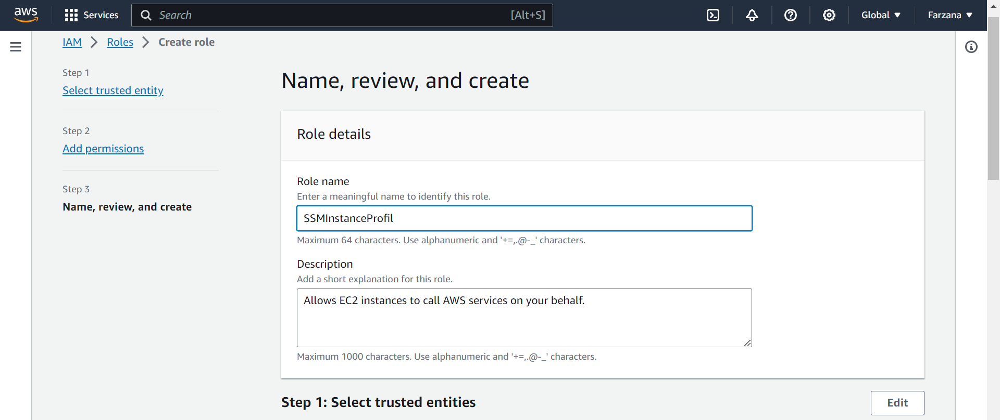 aws
Services
Search
[Alt+S]
Global
Farzana
IAM
Roles
Create role
Step 1
Select trusted entity
Step 2
Add permissions
Step 3
Name, review, and create
Name, review, and create
Role details
Role name
Enter a meaningful name to identify this role.
SSMInstanceProfil
Maximum 64 characters. Use alphanumeric and '+=,.@-_' characters.
Description
Add a short explanation for this role.
Allows EC2 instances to call AWS services on your behalf.
Maximum 1000 characters. Use alphanumeric and '+=,.@-_' characters.
Step 1: Select trusted entities
Edit